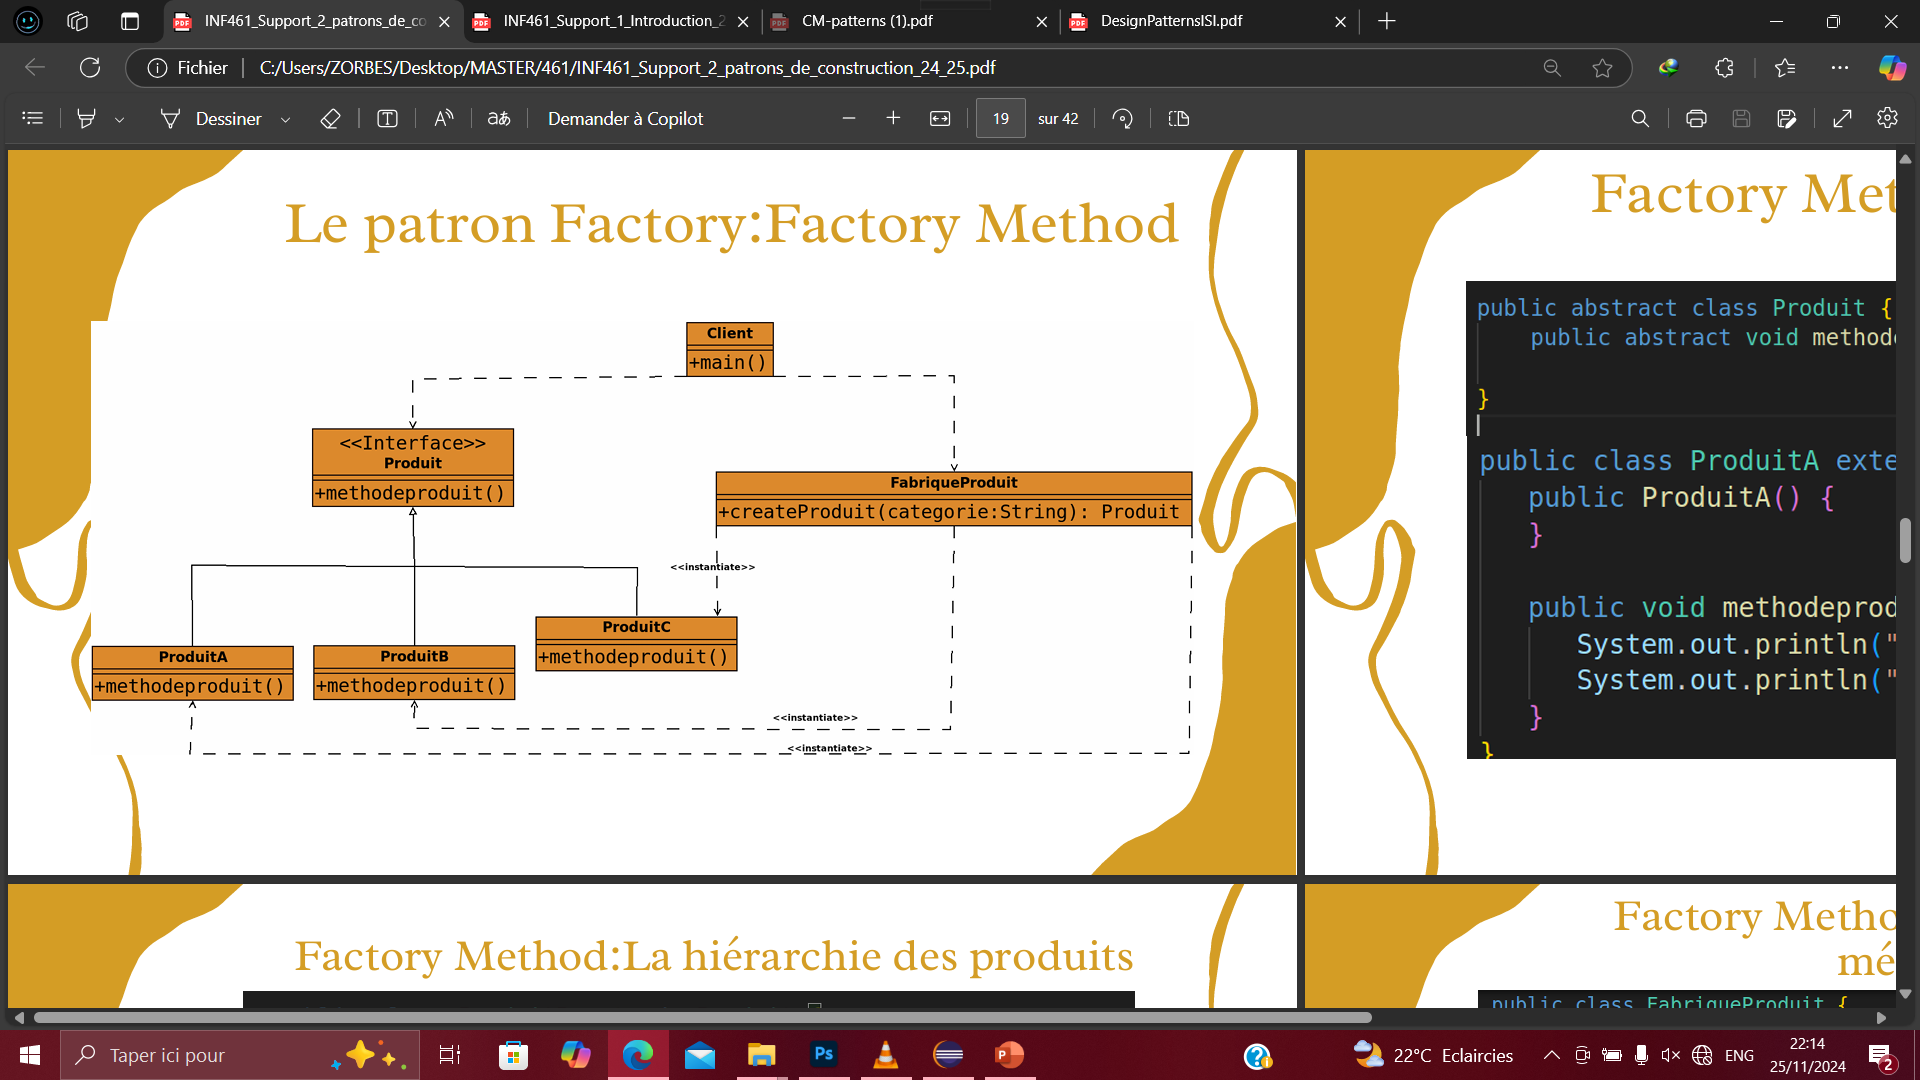 INF461_Support_2_patrons_de_co
INF461_Support_1_Introduction_2
CM-patterns (1).pdf
DesignPatternsISI.pdf
Fichier
C:/Users/ZORBES/Desktop/MASTER/461/INF461_Support_2_patrons_de_construction_24_25.pdf
Dessiner
aあ
Demander à Copilot
19
sur 42
Le patron Factory:Factory Method
Client
+main()
<<Interface>>
Produit
+methodeproduit()
FabriqueProduit
+createProduit(categorie:String): Produit
<<instantiate>>
ProduitC
+methodeproduit()
ProduitA
+methodeproduit()
ProduitB
+methodeproduit()
<<instantiate>>
<<instantiate>>
Factory Met
public abstract class Produit {
public abstract void method
}
public class ProduitA exte
public ProduitA() {
}
public void methodeprod
System.out.println("
System.out.println("
}
}
Factory Method:La hiérarchie des produits
Factory Metho
mé
public class FabriqueProduit {
Taper ici pour
22°C Eclaircies
ENG
22:14
25/11/2024
2